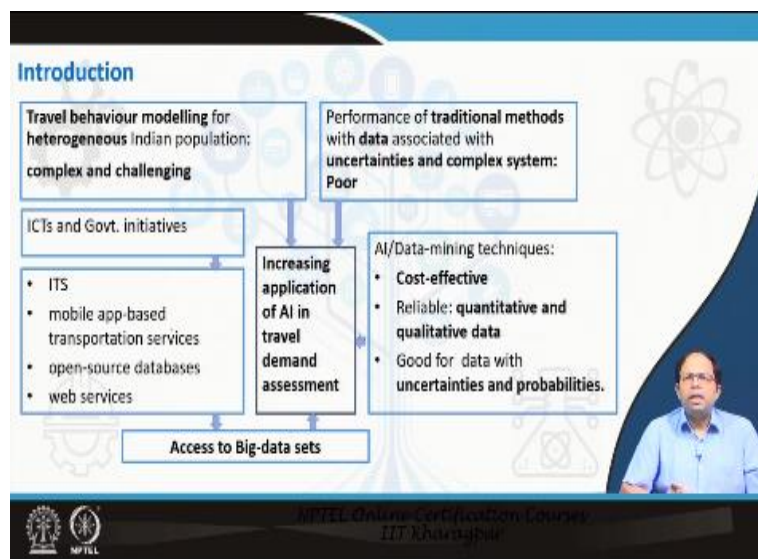 Introduction
Travel behaviour modelling for
heterogeneous Indian population:
complex and challenging
Performance of traditional methods
with data associated with
uncertainties and complex system:
Poor
ICTs and Govt. initiatives
• ITS
• mobile app-based
transportation services
• open-source databases
• web services
Increasing
application
of AI in
travel
demand
assessment
AI/Data-mining techniques:
• Cost-effective
• Reliable: quantitative and
qualitative data
• Good for data with
uncertainties and probabilities.
Access to Big-data sets
NPTEL
NPTEL Online Certification Courses
IIT Kharagpur